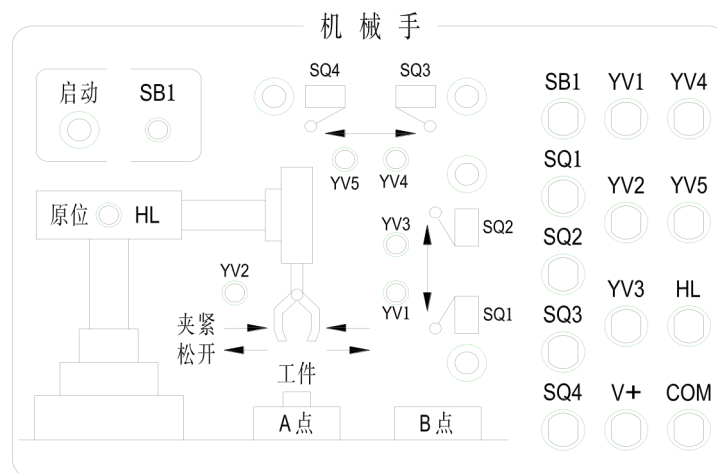 机械手
SQ4 SQ3
启动 SB1
YV5 YV4
原位 HL
YV3
SQ2
YV2
YV1
SQ1
夹紧
松开
工件
A点 B点
SB1 YV1 YV4
SQ1
YV2 YV5
SQ2
YV3 HL
SQ3
SQ4 V+ COM